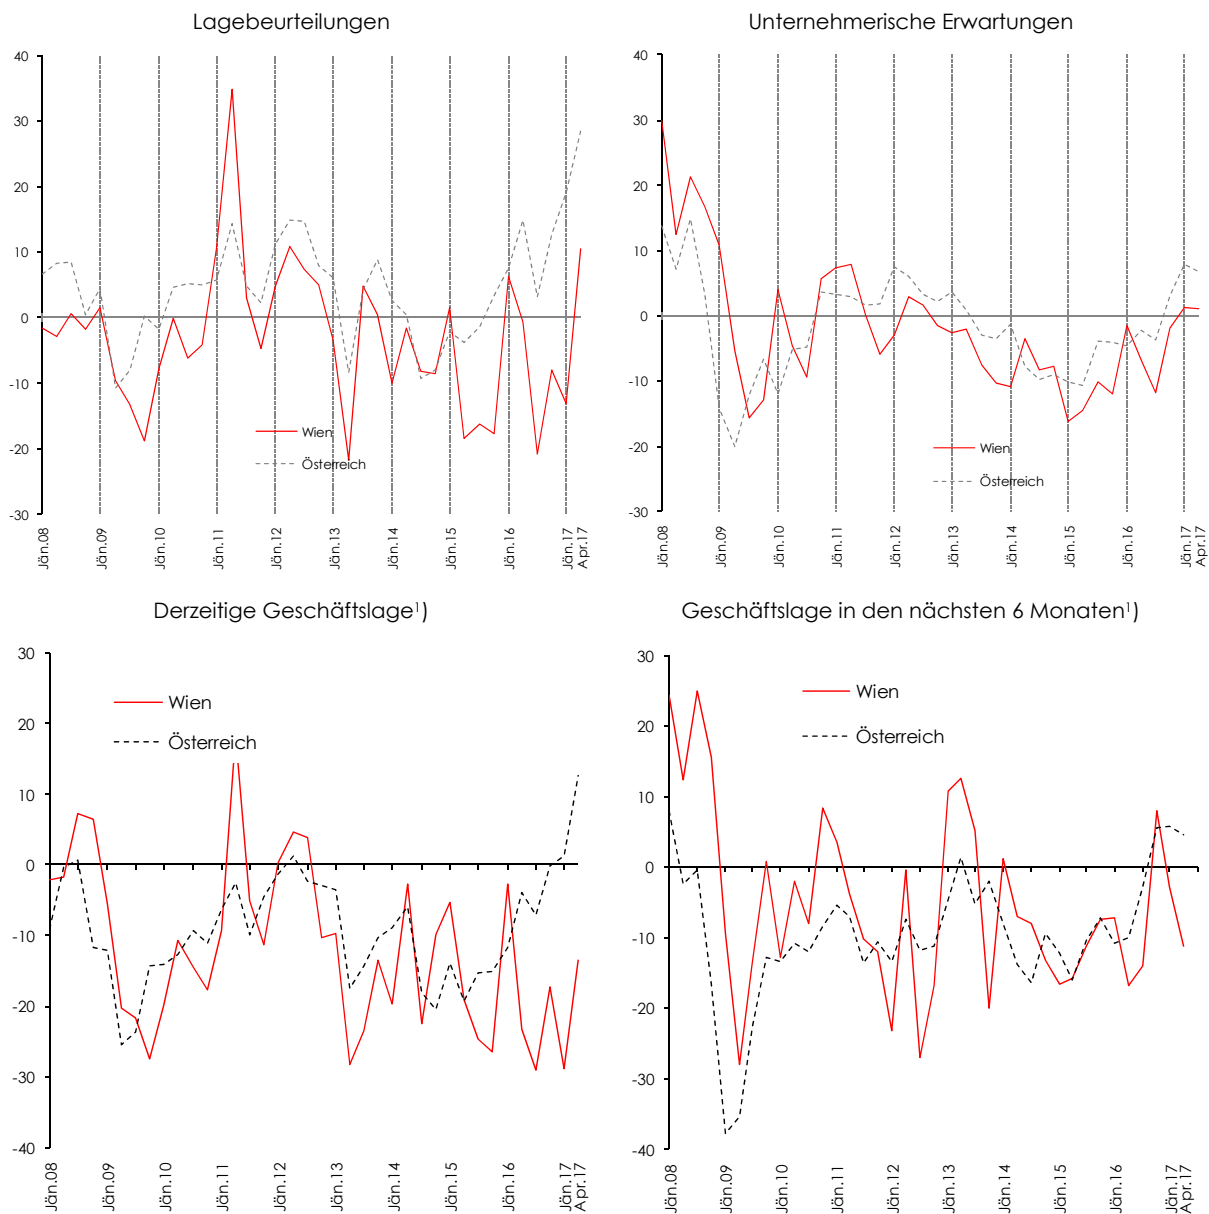 Lagebeurteilungen
40
30
20
10
0
-10
-20
-30
Wien
Österreich
Jän.08
Jän.09
Jän.10
Jän.11
Jän.12
Jän.13
Jän.14
Jän.15
Jän.16
Jän.17
Apr.17
Unternehmerische Erwartungen
40
30
20
10
0
-10
-20
-30
Wien
Österreich
Jän.08
Jän.09
Jän.10
Jän.11
Jän.12
Jän.13
Jän.14
Jän.15
Jän.16
Jän.17
Apr.17
Derzeitige Geschäftslage¹)
30
20
10
0
-10
-20
-30
-40
Wien
Österreich
Jän.08
Jän.09
Jän.10
Jän.11
Jän.12
Jän.13
Jän.14
Jän.15
Jän.16
Jän.17
Apr.17
Geschäftslage in den nächsten 6 Monaten¹)
30
20
10
0
-10
-20
-30
-40
Wien
Österreich
Jän.08
Jän.09
Jän.10
Jän.11
Jän.12
Jän.13
Jän.14
Jän.15
Jän.16
Jän.17
Apr.17